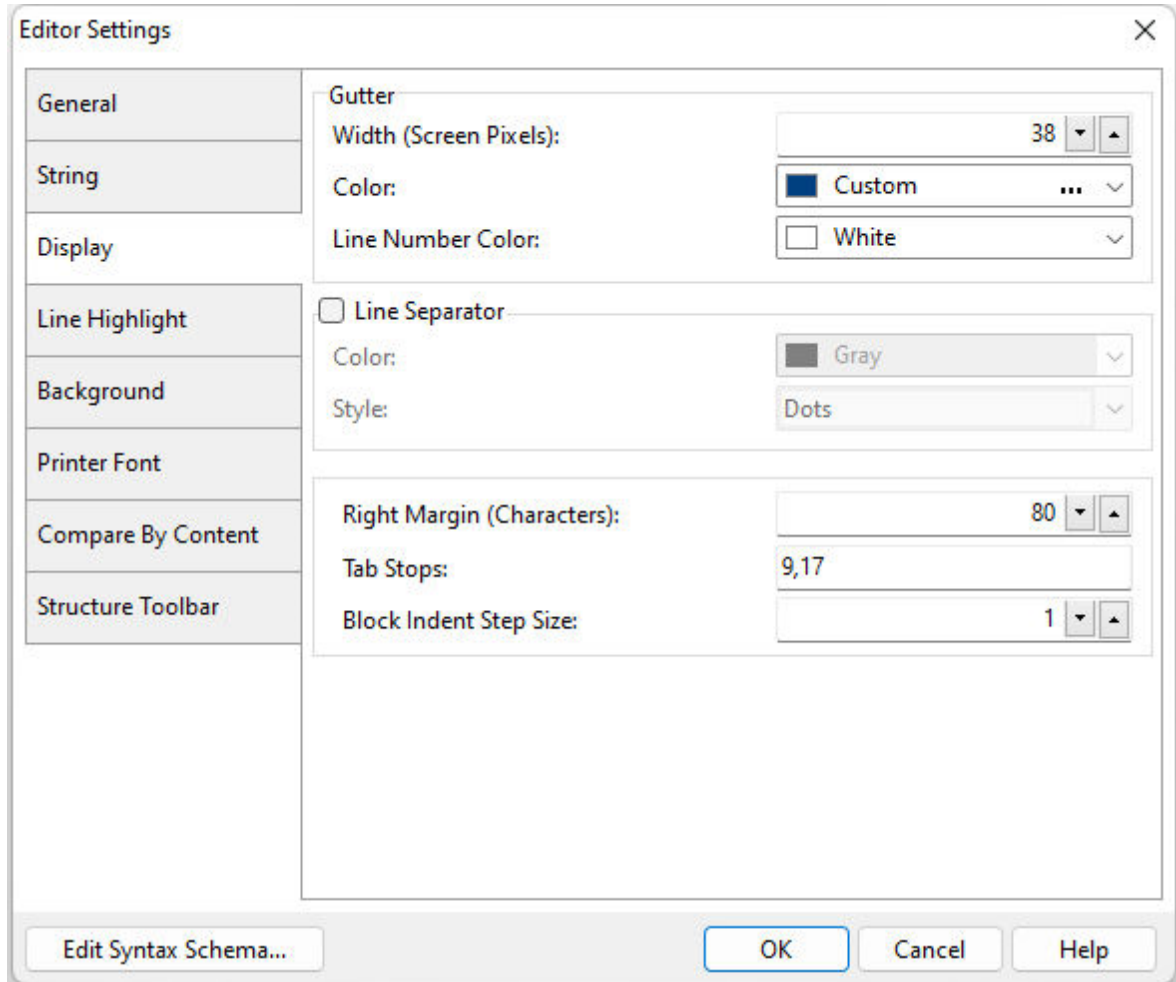 Editor Settings
General
String
Display
Line Highlight
Background
Printer Font
Compare By Content
Structure Toolbar
Gutter
Width (Screen Pixels): 38
Color: Custom ...
Line Number Color: White
Line Separator
Color: Gray
Style: Dots
Right Margin (Characters): 80
Tab Stops: 9,17
Block Indent Step Size: 1
Edit Syntax Schema... OK Cancel Help